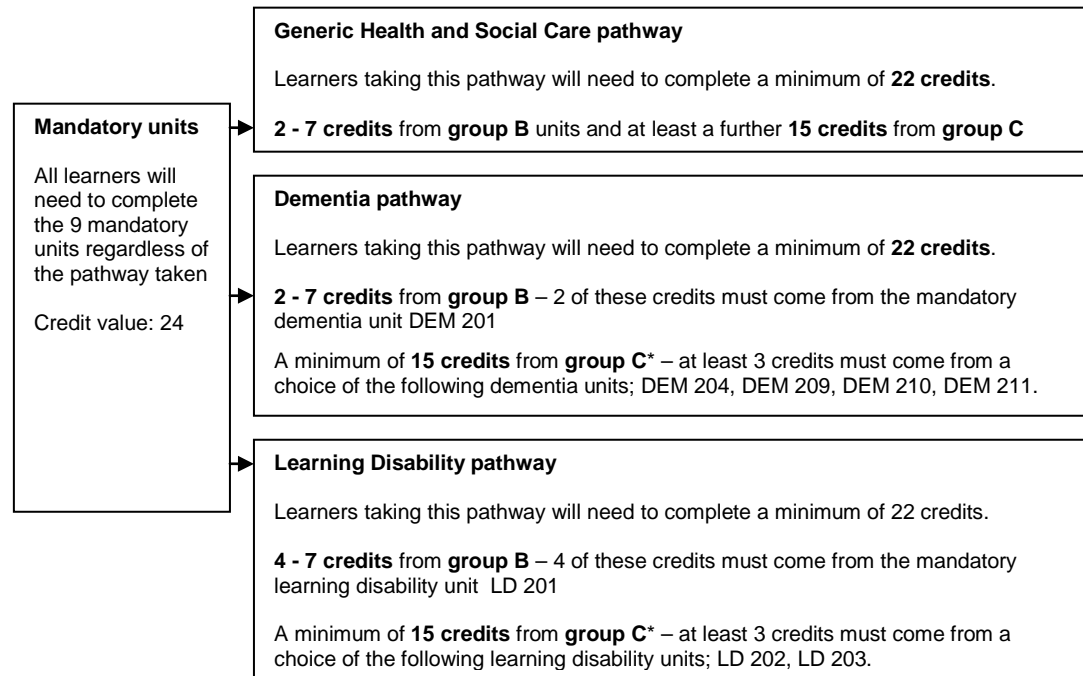 Mandatory units
All learners will
need to complete
the 9 mandatory
units regardless of
the pathway taken
Credit value: 24
Generic Health and Social Care pathway
Learners taking this pathway will need to complete a minimum of 22 credits.
2 - 7 credits from group B units and at least a further 15 credits from group C
Dementia pathway
Learners taking this pathway will need to complete a minimum of 22 credits.
2 - 7 credits from group B – 2 of these credits must come from the mandatory
dementia unit DEM 201
A minimum of 15 credits from group C* – at least 3 credits must come from a
choice of the following dementia units; DEM 204, DEM 209, DEM 210, DEM 211.
Learning Disability pathway
Learners taking this pathway will need to complete a minimum of 22 credits.
4 - 7 credits from group B – 4 of these credits must come from the mandatory
learning disability unit  LD 201
A minimum of 15 credits from group C* – at least 3 credits must come from a
choice of the following learning disability units; LD 202, LD 203.